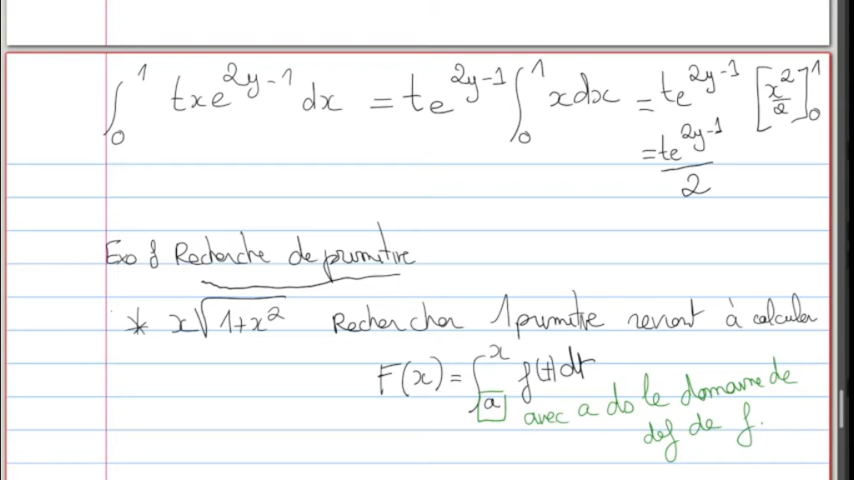 ∫₀¹ txe^{2y-1} dx = te^{2y-1} ∫₀¹ xdx = te^{2y-1} [x²/2]₀¹
= te^{2y-1}/2
Exo 8 Recherche de primitive
* x√(1+x²) Rechercher 1 primitive revient à calculer
F(x) = ∫ₐˣ f(t)dt
avec a ds le domaine de
def de f.